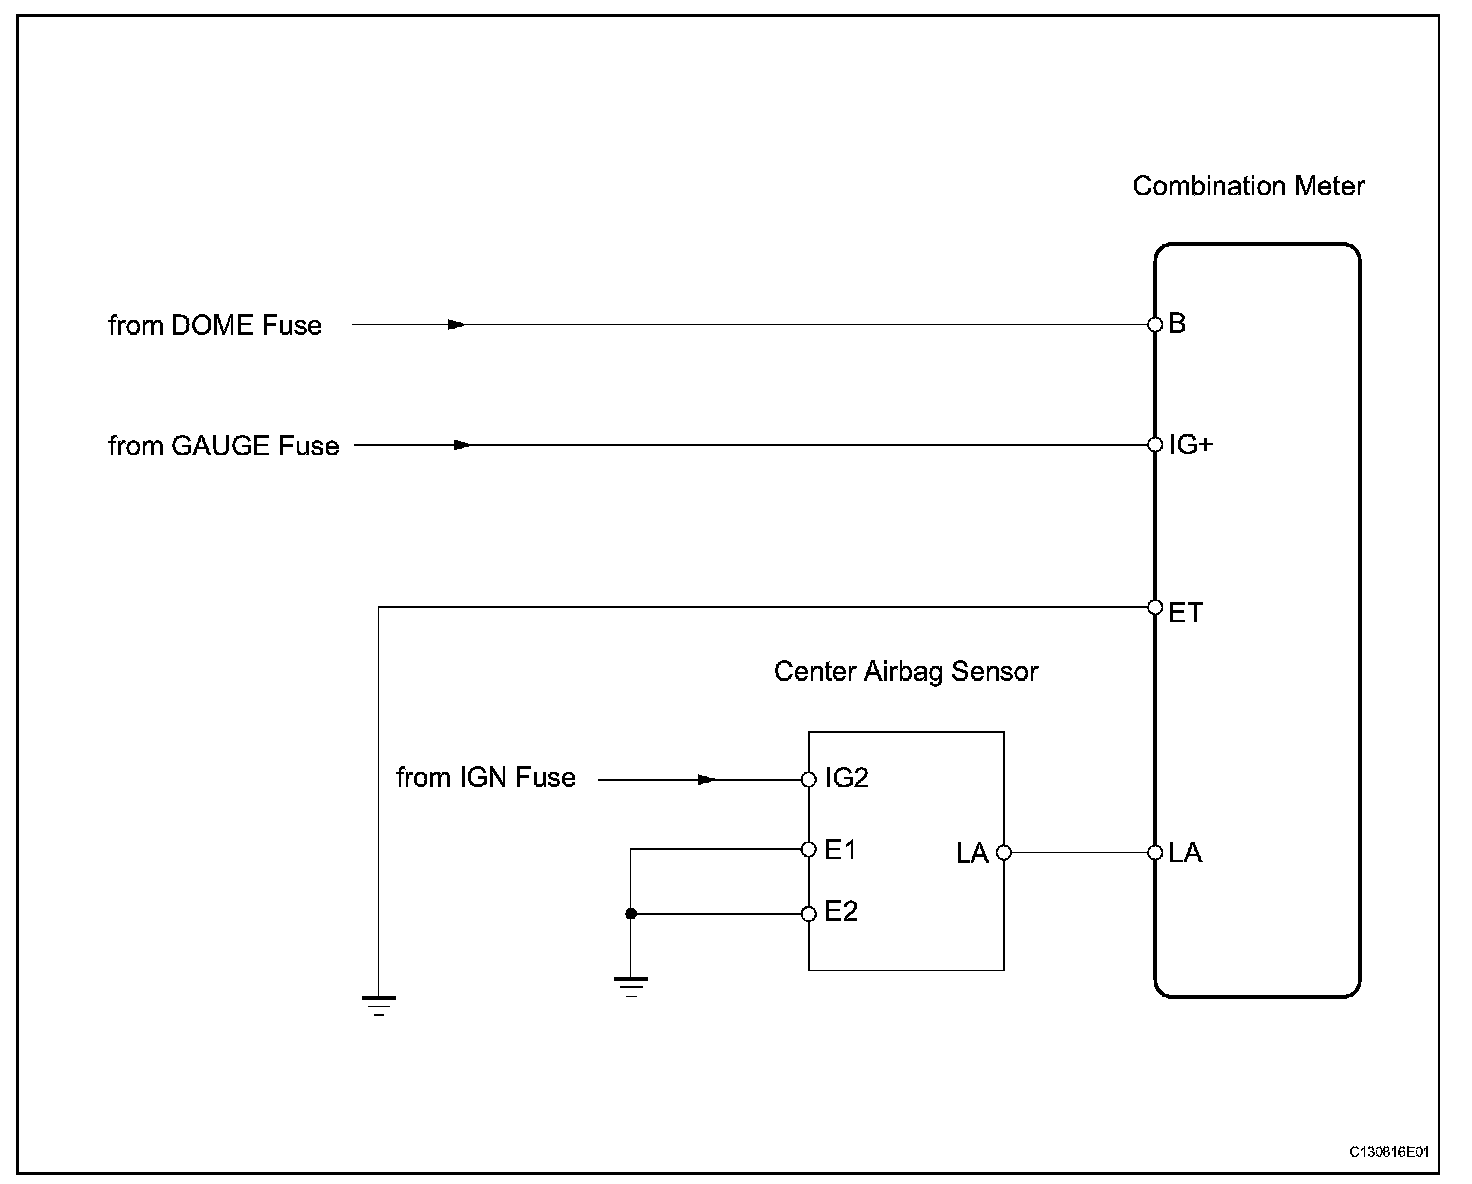 Combination Meter
from DOME Fuse
B
from GAUGE Fuse
IG+
ET
Center Airbag Sensor
from IGN Fuse
IG2
E1
LA
LA
E2
C130816E01